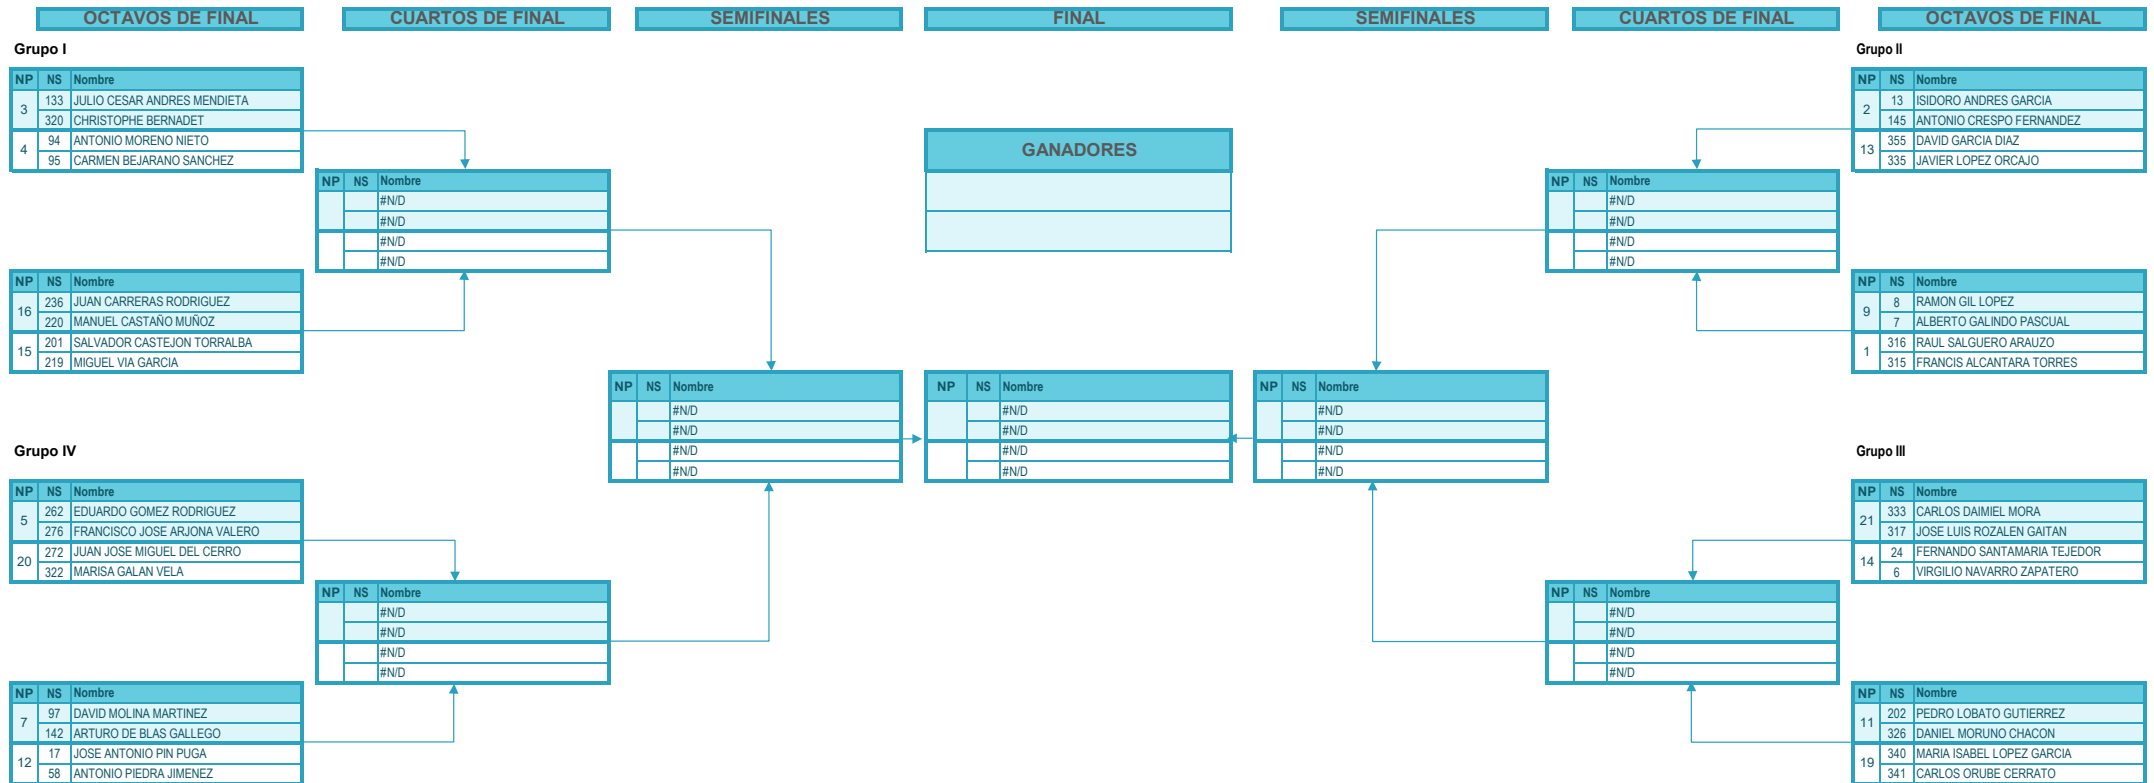 OCTAVOS DE FINAL CUARTOS DE FINAL SEMIFINALES FINAL SEMIFINALES CUARTOS DE FINAL OCTAVOS DE FINAL
Grupo I
NP NS Nombre
3 133 JULIO CESAR ANDRES MENDIETA
320 CHRISTOPHE BERNADET
4 94 ANTONIO MORENO NIETO
95 CARMEN BEJARANO SANCHEZ
NP NS Nombre
16 236 JUAN CARRERAS RODRIGUEZ
220 MANUEL CASTAÑO MUÑOZ
15 201 SALVADOR CASTEJON TORRALBA
219 MIGUEL VIA GARCIA
Grupo IV
NP NS Nombre
5 262 EDUARDO GOMEZ RODRIGUEZ
276 FRANCISCO JOSE ARJONA VALERO
20 272 JUAN JOSE MIGUEL DEL CERRO
322 MARISA GALAN VELA
NP NS Nombre
7 97 DAVID MOLINA MARTINEZ
142 ARTURO DE BLAS GALLEGO
12 17 JOSE ANTONIO PIN PUGA
58 ANTONIO PIEDRA JIMENEZ
NP NS Nombre
#N/D
#N/D
#N/D
#N/D
NP NS Nombre
#N/D
#N/D
#N/D
#N/D
NP NS Nombre
#N/D
#N/D
#N/D
#N/D
GANADORES
NP NS Nombre
#N/D
#N/D
#N/D
#N/D
NP NS Nombre
#N/D
#N/D
#N/D
#N/D
NP NS Nombre
#N/D
#N/D
#N/D
#N/D
NP NS Nombre
#N/D
#N/D
#N/D
#N/D
Grupo II
NP NS Nombre
2 13 ISIDORO ANDRES GARCIA
145 ANTONIO CRESPO FERNANDEZ
13 355 DAVID GARCIA DIAZ
335 JAVIER LOPEZ ORCAJO
NP NS Nombre
9 8 RAMON GIL LOPEZ
7 ALBERTO GALINDO PASCUAL
1 316 RAUL SALGUERO ARAUZO
315 FRANCIS ALCANTARA TORRES
Grupo III
NP NS Nombre
21 333 CARLOS DAIMIEL MORA
317 JOSE LUIS ROZALEN GAITAN
14 24 FERNANDO SANTAMARIA TEJEDOR
6 VIRGILIO NAVARRO ZAPATERO
NP NS Nombre
11 202 PEDRO LOBATO GUTIERREZ
326 DANIEL MORUNO CHACON
19 340 MARIA ISABEL LOPEZ GARCIA
341 CARLOS ORUBE CERRATO